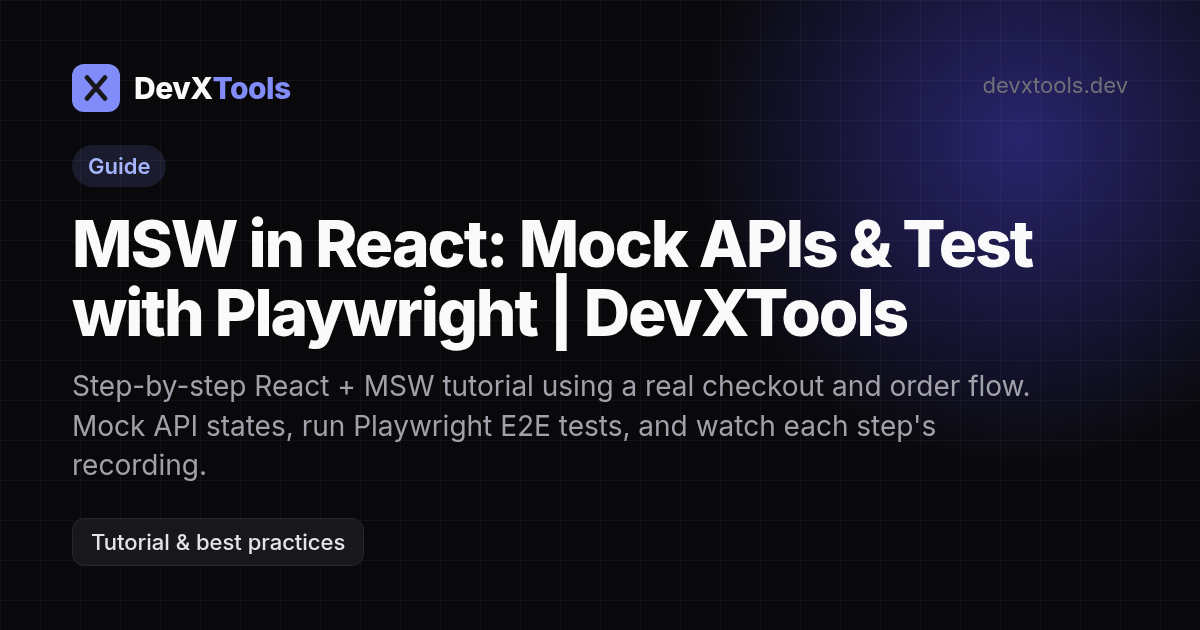 DevXTools
devxtools.dev
Guide
MSW in React: Mock APIs & Test
with Playwright | DevXTools
Step-by-step React + MSW tutorial using a real checkout and order flow.
Mock API states, run Playwright E2E tests, and watch each step's
recording.
Tutorial & best practices